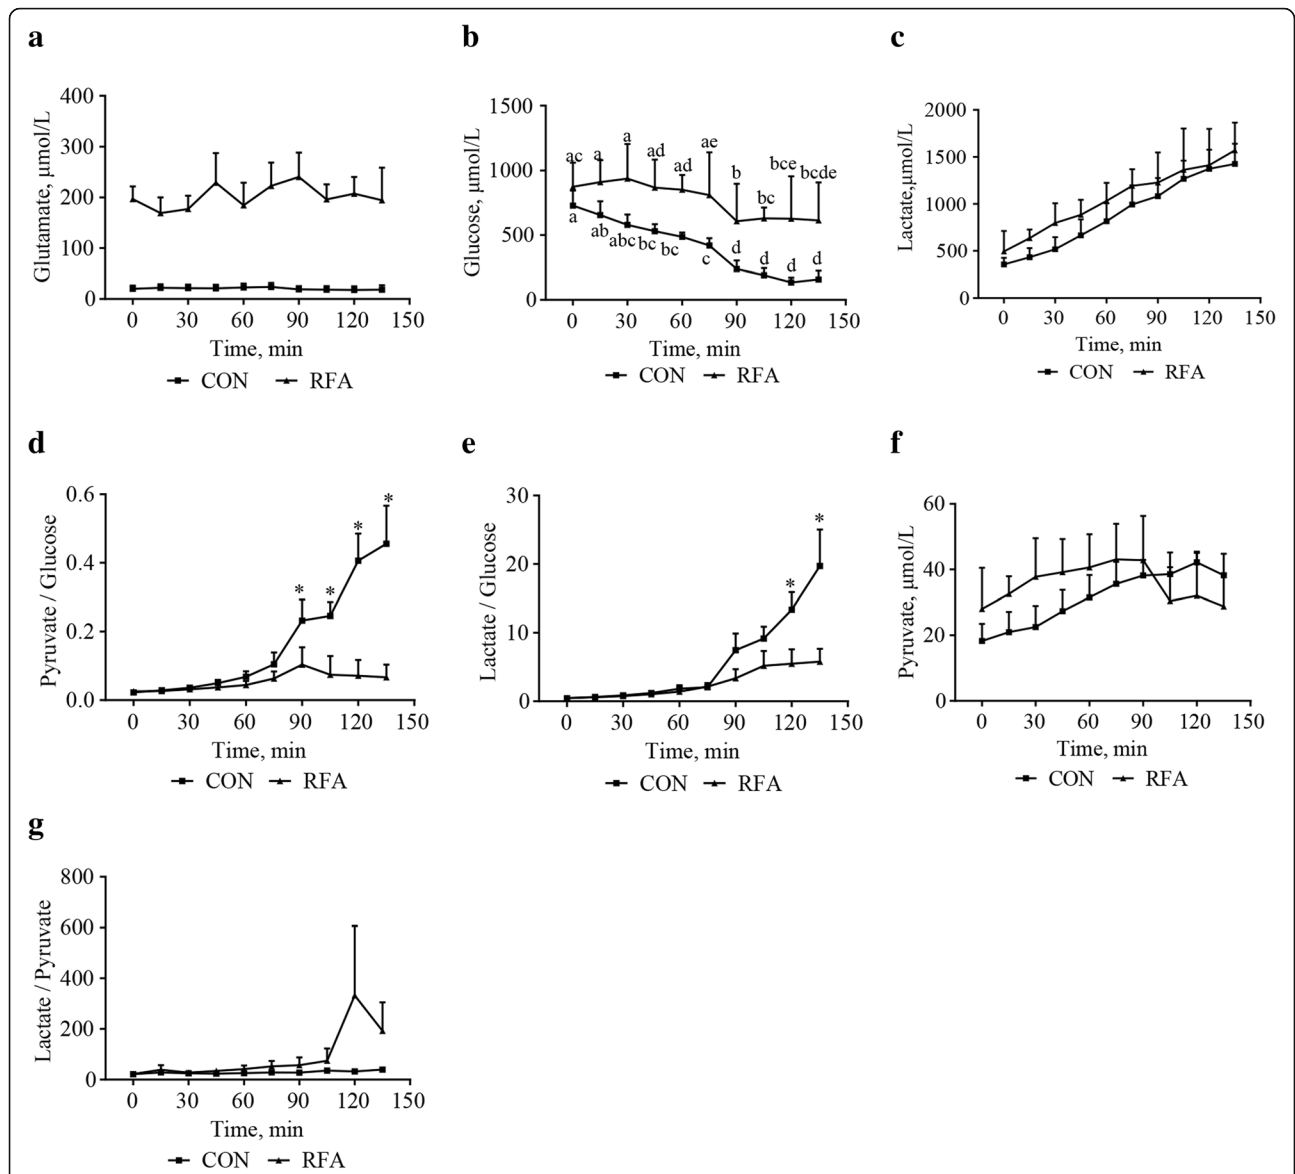 a
Glutamate, μmol/L
400
300
200
100
0
0 30 60 90 120 150
Time, min
CON RFA
b
Glucose, μmol/L
1500
1000
500
0
ac a a ad ad ae b bc bce bcde
a ab abc bc bc c d d d d
0 30 60 90 120 150
Time, min
CON RFA
c
Lactate,μmol/L
2000
1500
1000
500
0
0 30 60 90 120 150
Time, min
CON RFA
d
Pyruvate / Glucose
0.6
0.4
0.2
0.0
* * * *
0 30 60 90 120 150
Time, min
CON RFA
e
Lactate / Glucose
30
20
10
0
* *
0 30 60 90 120 150
Time, min
CON RFA
f
Pyruvate, μmol/L
60
40
20
0
0 30 60 90 120 150
Time, min
CON RFA
g
Lactate / Pyruvate
800
600
400
200
0
0 30 60 90 120 150
Time, min
CON RFA